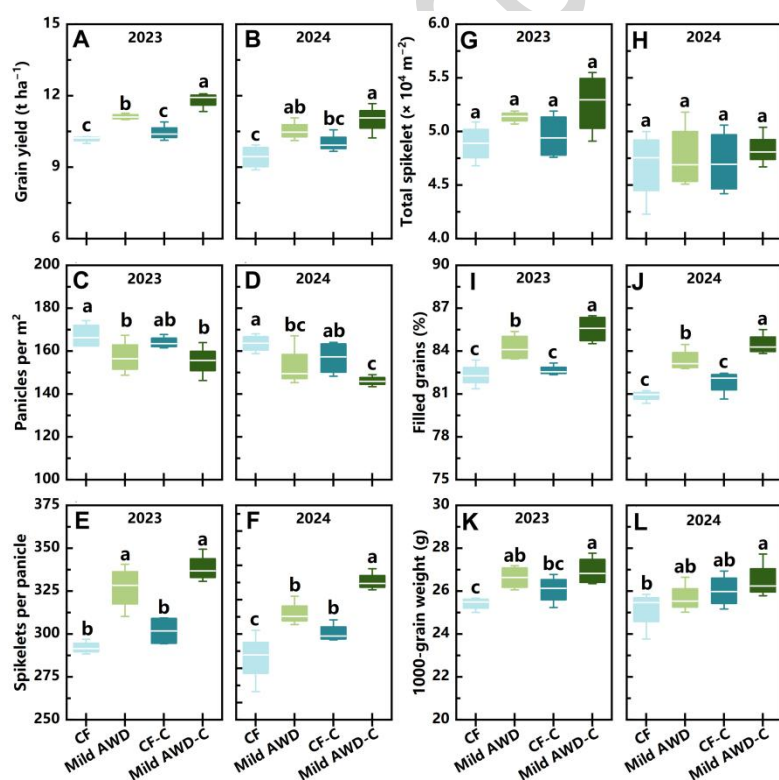 A 2023
c b c a
B 2024
c ab bc a
G 2023
a a a a
H 2024
a a a a
Grain yield (t ha⁻¹)
15
12
9
6
Total spikelet (× 10⁴ m⁻²)
6.0
5.5
5.0
4.5
4.0
C 2023
a b ab b
D 2024
a bc ab c
I 2023
c b c a
J 2024
c b c a
Panicles per m²
200
180
160
140
120
100
Filled grains (%)
90
87
84
81
78
75
E 2023
b a b a
F 2024
c b b a
K 2023
c ab bc a
L 2024
b ab ab a
Spikelets per panicle
375
350
325
300
275
250
1000-grain weight (g)
30
28
26
24
22
20
CF Mild AWD CF-C Mild AWD-C
CF Mild AWD CF-C Mild AWD-C
CF Mild AWD CF-C Mild AWD-C
CF Mild AWD CF-C Mild AWD-C